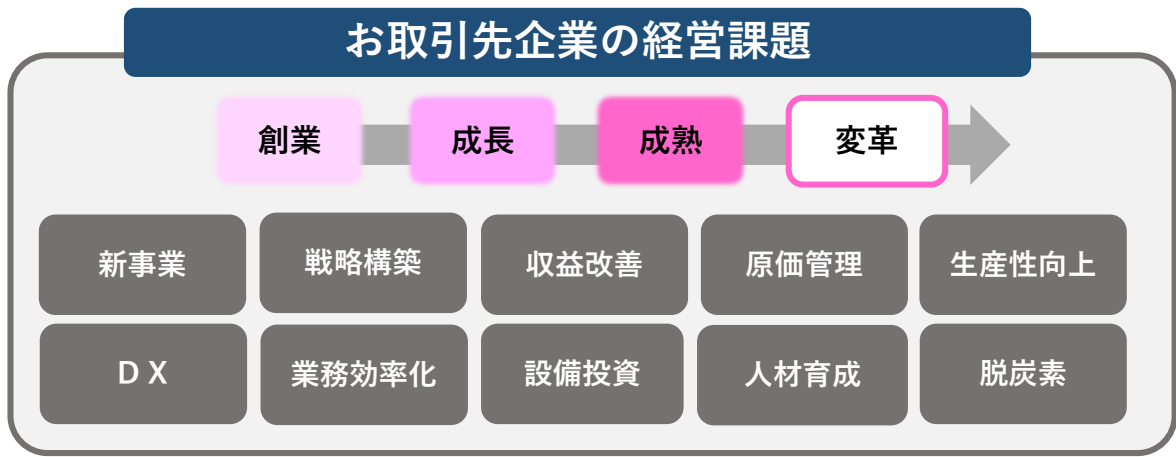 お取引先企業の経営課題
創業 成長 成熟 変革
新事業 戦略構築 収益改善 原価管理 生産性向上
ＤＸ 業務効率化 設備投資 人材育成 脱炭素